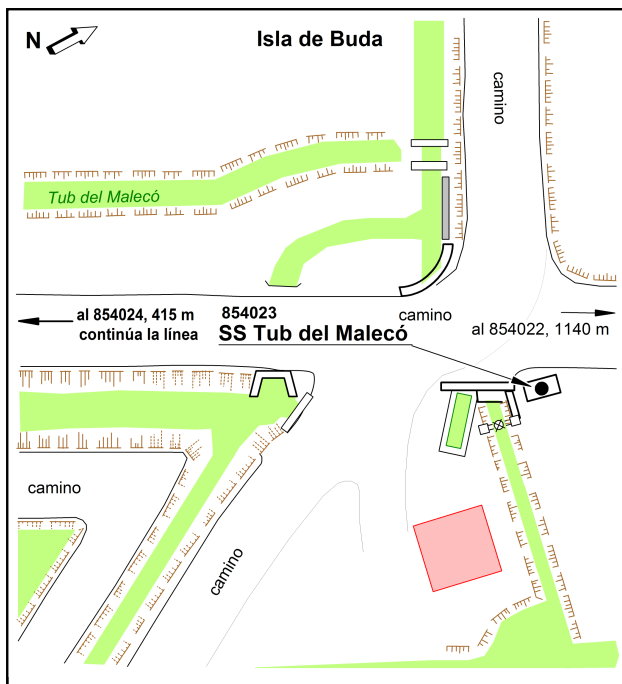 N
Isla de Buda
camino
Tub del Malecó
al 854024, 415 m
continúa la línea
854023
SS Tub del Malecó
camino
al 854022, 1140 m
camino
camino